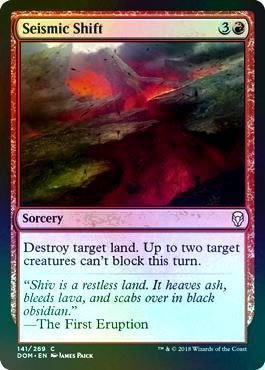 Seismic Shift 3
Sorcery
Destroy target land. Up to two target
creatures can't block this turn.
"Shiv is a restless land. It heaves ash,
bleeds lava, and scabs over in black
obsidian."
—The First Eruption
141/269 C
DOM • EN James Paick
™ & © 2018 Wizards of the Coast